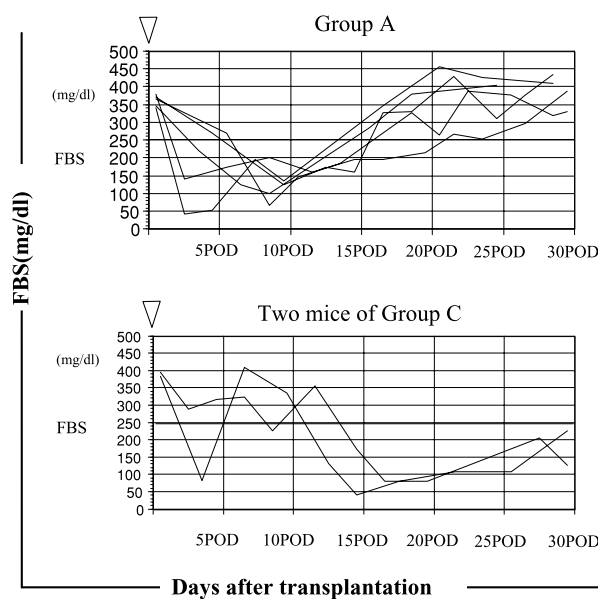 Group A
500
450
400
350
300
250
200
150
100
50
0
(mg/dl)
FBS
5POD 10POD 15POD 20POD 25POD 30POD
FBS(mg/dl)
Two mice of Group C
500
450
400
350
300
250
200
150
100
50
0
(mg/dl)
FBS
5POD 10POD 15POD 20POD 25POD 30POD
Days after transplantation